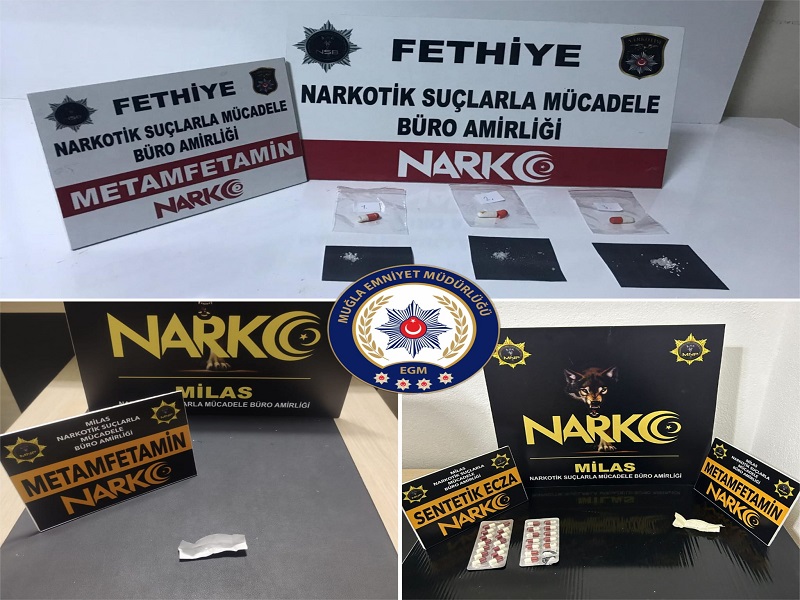 FETHİYE
NARKOTİK SUÇLARLA MÜCADELE
BÜRO AMİRLİĞİ
METAMFETAMİN
NARKO
FETHİYE
NARKOTİK SUÇLARLA MÜCADELE
BÜRO AMİRLİĞİ
NARKO
MUĞLA EMNİYET MÜDÜRLÜĞÜ
EGM
NARKO
MİLAS
SUÇLARLA MÜCADELE BÜRO AMİRLİĞİ
MİLAS
NARKOTİK SUÇLARLA
MÜCADELE
BÜRO AMİRLİĞİ
METAMFETAMİN
NARKO
NARKO
MİLAS
NARKOTİK SUÇLARLA MÜCADELE BÜRO AMİRLİĞİ
MİLAS
NARKOTİK SUÇLARLA
MÜCADELE
BÜRO AMİRLİĞİ
SENTETİK ECZA
NARKO
MİLAS
NARKOTİK SUÇLARLA
MÜCADELE
BÜRO AMİRLİĞİ
METAMFETAMİN
NARKO